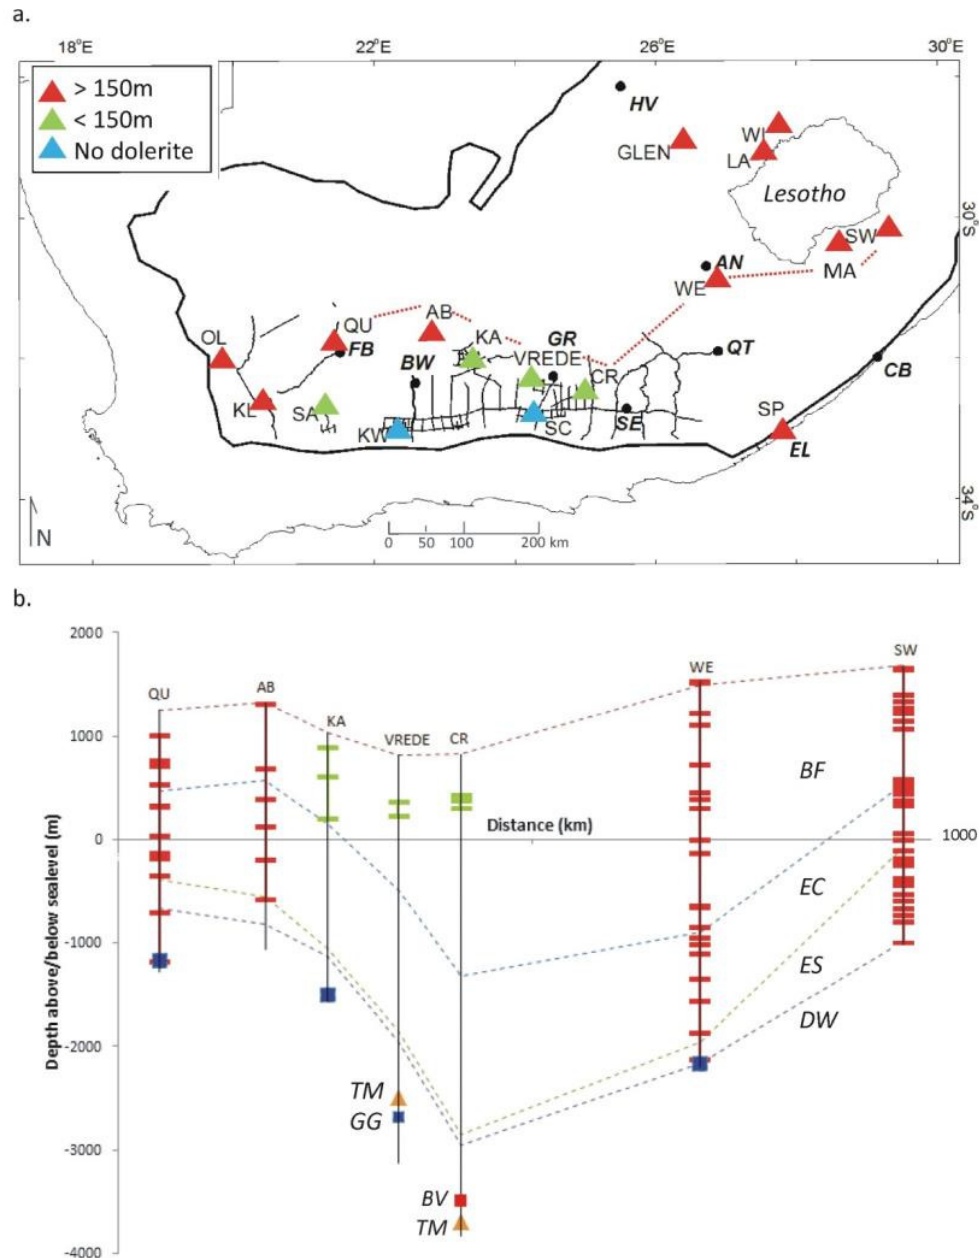 a.
18°E 22°E 26°E 30°E
> 150m
< 150m
No dolerite
HV
GLEN
WI
LA
Lesotho
30°S
SW
MA
AN
WE
OL
QU
FB
AB
KA
GR
VREDE
CR
BW
QT
CB
KL
SA
KW
SC
SE
SP
EL
34°S
N
0 50 100 200 km
b.
Depth above/below sealevel (m)
2000
1000
0
-1000
-2000
-3000
-4000
QU
AB
KA
VREDE
CR
WE
SW
Distance (km)
1000
BF
EC
ES
DW
TM
GG
BV
TM